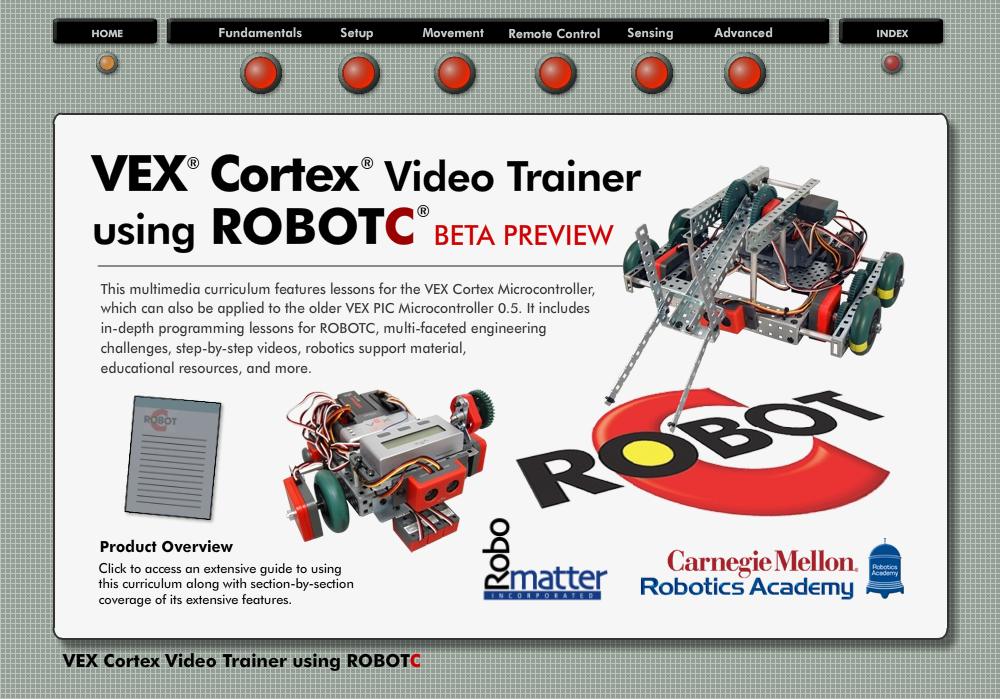 HOME
Fundamentals Setup Movement Remote Control Sensing Advanced
INDEX
VEX® Cortex® Video Trainer
using ROBOTC® BETA PREVIEW
This multimedia curriculum features lessons for the VEX Cortex Microcontroller,
which can also be applied to the older VEX PIC Microcontroller 0.5. It includes
in-depth programming lessons for ROBOTC, multi-faceted engineering
challenges, step-by-step videos, robotics support material,
educational resources, and more.
ROBOT
ROBOT
Product Overview
Click to access an extensive guide to using
this curriculum along with section-by-section
coverage of its extensive features.
Robo
matter
INCORPORATED
Carnegie Mellon®
Robotics Academy
Robotics
Academy
VEX Cortex Video Trainer using ROBOTC